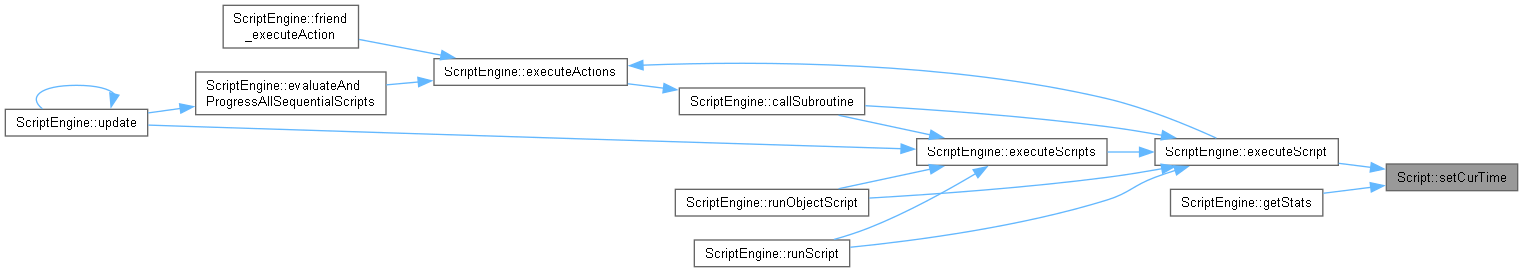 ScriptEngine::friend
_executeAction
ScriptEngine::executeActions
ScriptEngine::evaluateAnd
ProgressAllSequentialScripts
ScriptEngine::callSubroutine
ScriptEngine::update
ScriptEngine::executeScripts
ScriptEngine::executeScript
Script::setCurTime
ScriptEngine::runObjectScript
ScriptEngine::getStats
ScriptEngine::runScript